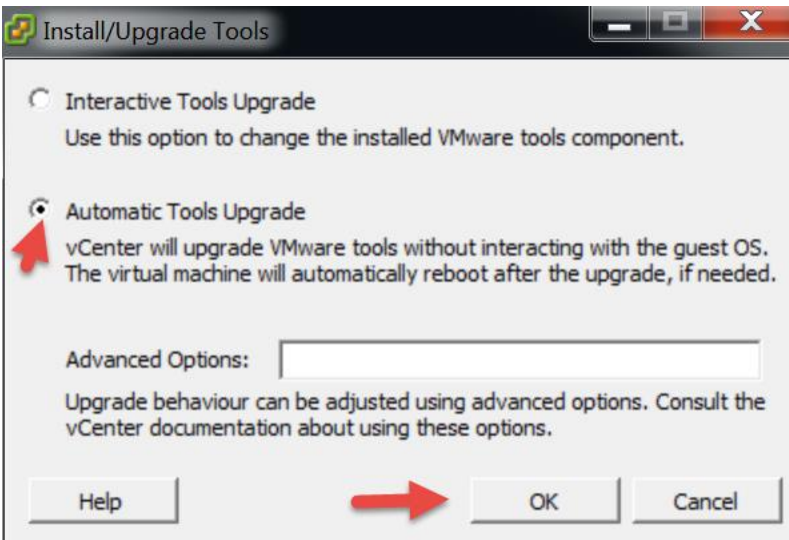 Install/Upgrade Tools
Interactive Tools Upgrade
Use this option to change the installed VMware tools component.
Automatic Tools Upgrade
vCenter will upgrade VMware tools without interacting with the guest OS.
The virtual machine will automatically reboot after the upgrade, if needed.
Advanced Options:
Upgrade behaviour can be adjusted using advanced options. Consult the
vCenter documentation about using these options.
Help OK Cancel